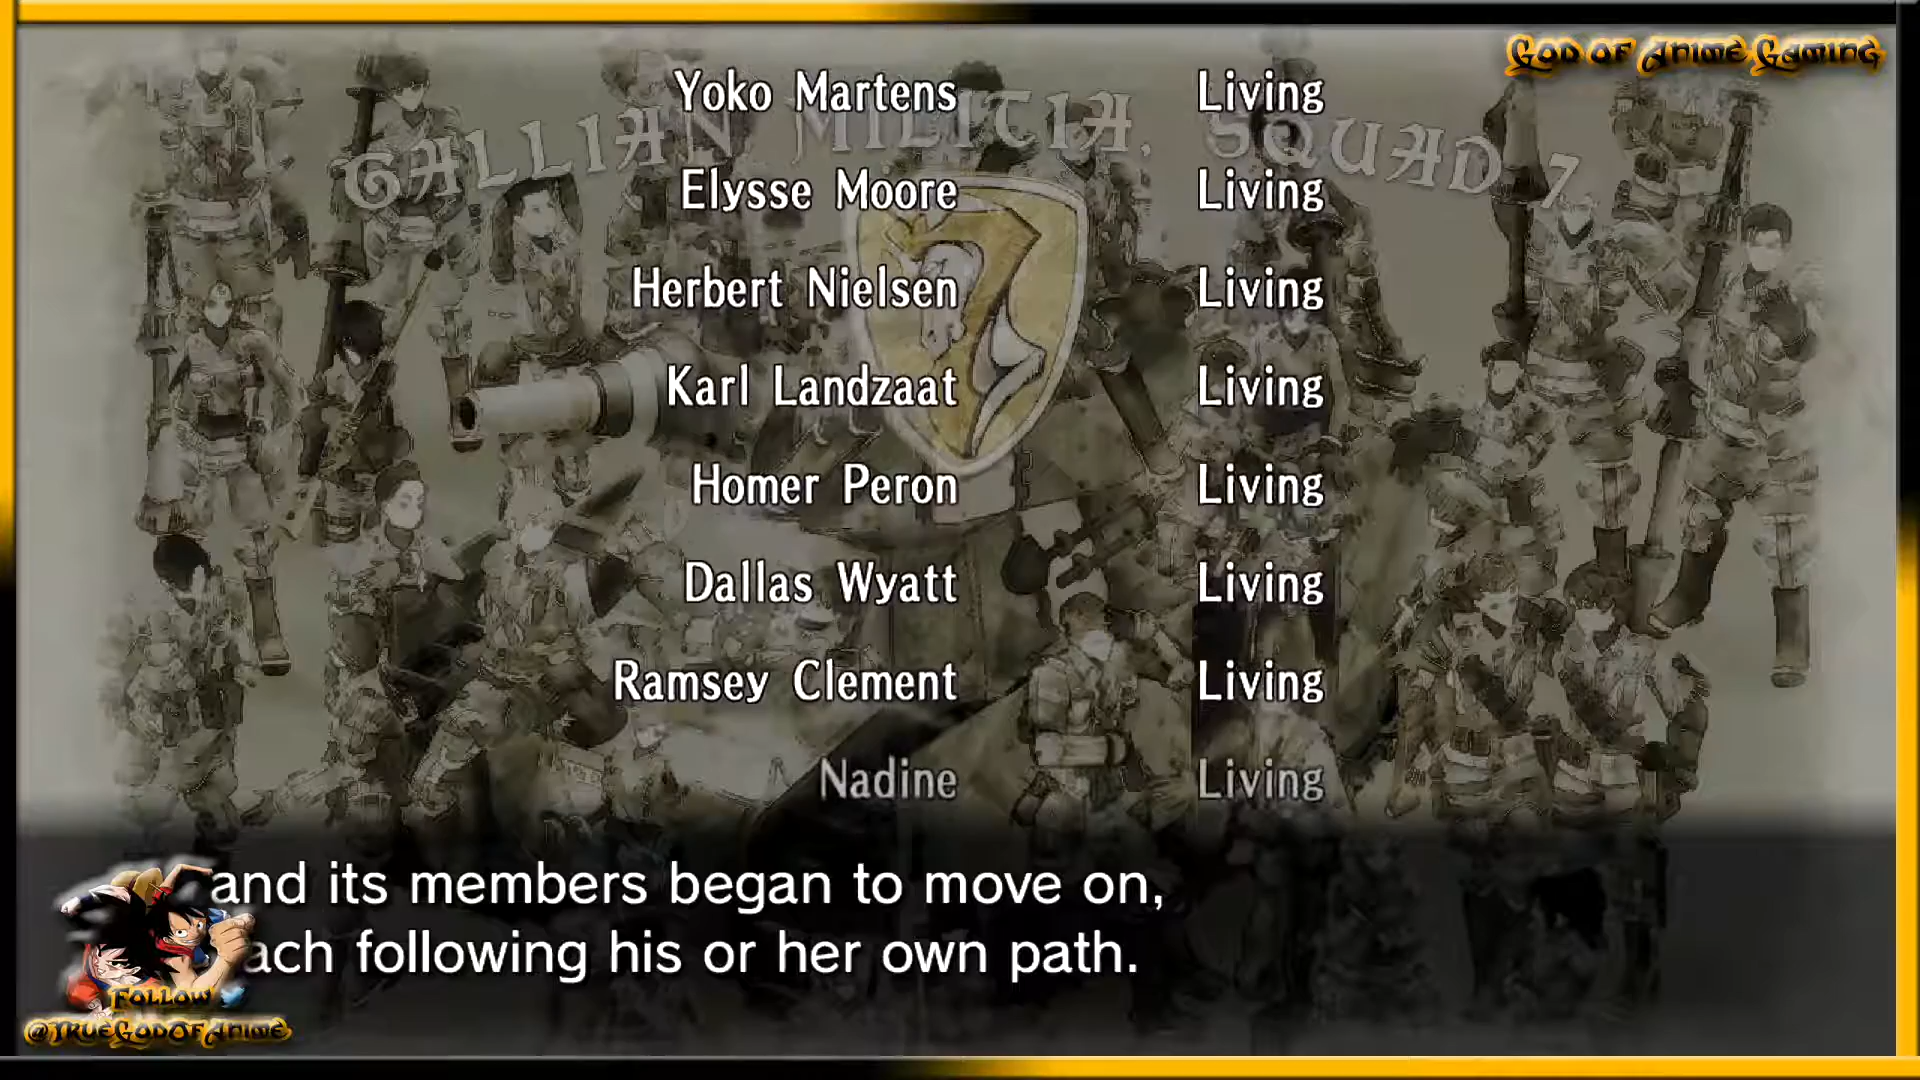 God of Anime Gaming
Gallian Militia, Squad 7
Yoko Martens Living
Elysse Moore Living
Herbert Nielsen Living
Karl Landzaat Living
Homer Peron Living
Dallas Wyatt Living
Ramsey Clement Living
Nadine Living
and its members began to move on,
ach following his or her own path.
Follow
@TrueGodOfAnime